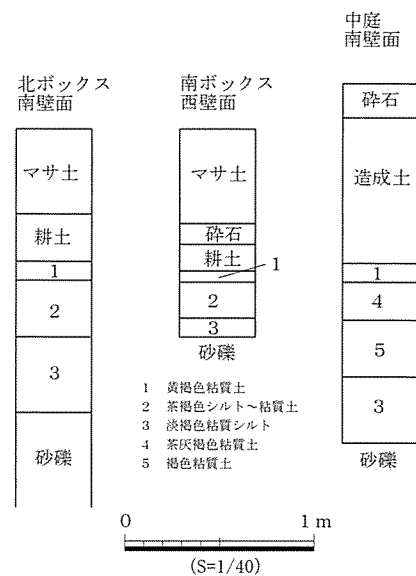 北ボックス
南壁面
マサ土
耕土
1
2
3
砂礫
南ボックス
西壁面
マサ土
砕石
耕土
1
2
3
砂礫
中庭
南壁面
砕石
造成土
1
4
5
3
砂礫
1 黄褐色粘質土
2 茶褐色シルト～粘質土
3 淡褐色粘質シルト
4 茶灰褐色粘質土
5 褐色粘質土
0 1 m
(S=1/40)